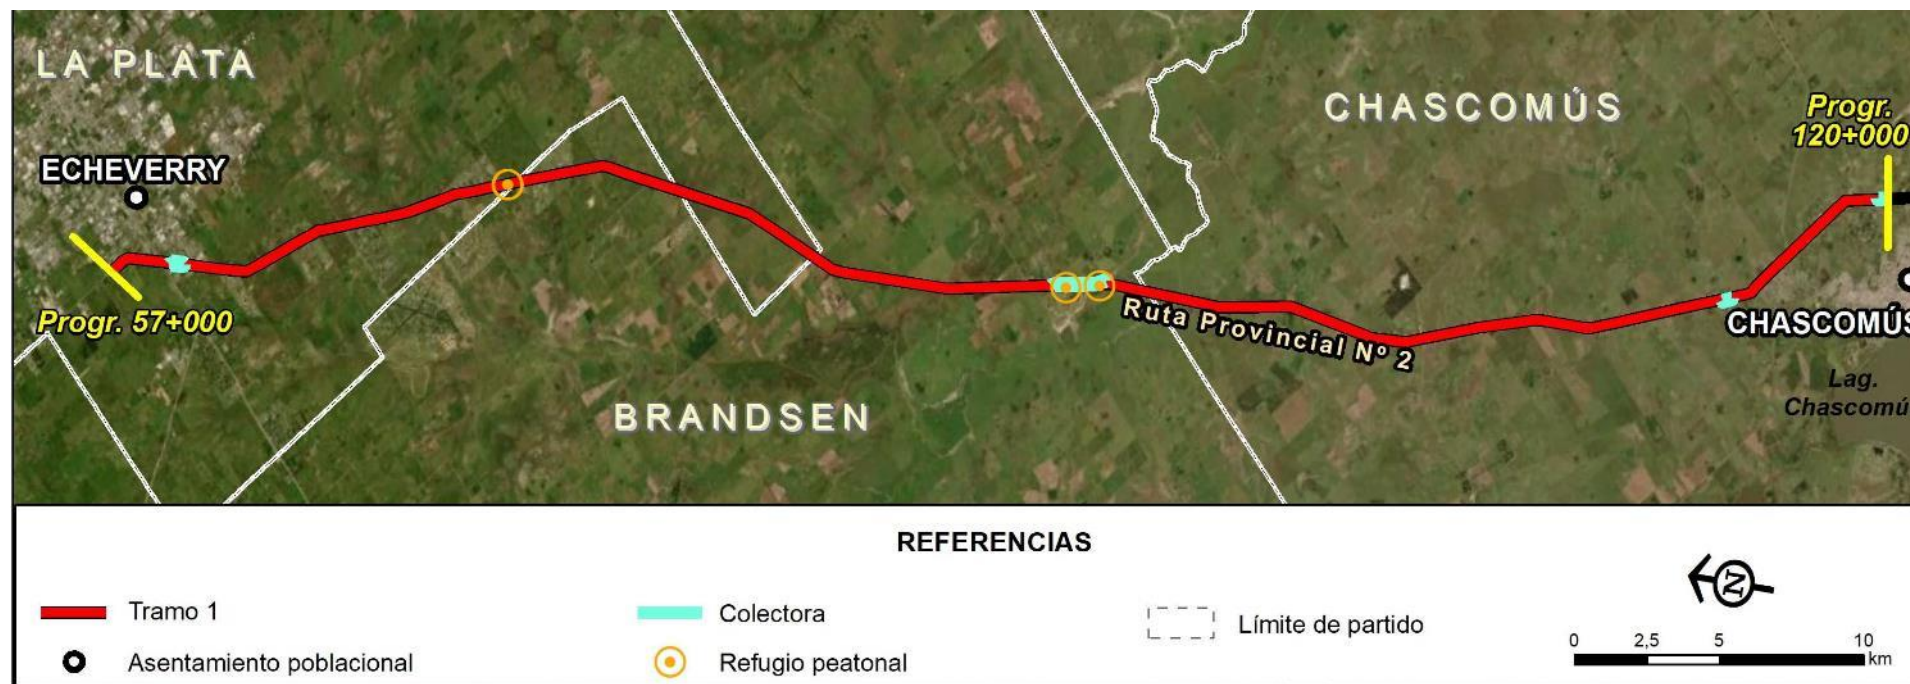 LA PLATA
CHASCOMÚS
Progr.
120+000
ECHEVERRY
Progr. 57+000
Ruta Provincial Nº 2
CHASCOMÚS
Lag.
Chascomú
BRANDSEN
REFERENCIAS
Tramo 1
Colectora
Límite de partido
N
Asentamiento poblacional
Refugio peatonal
0 2,5 5 10
km